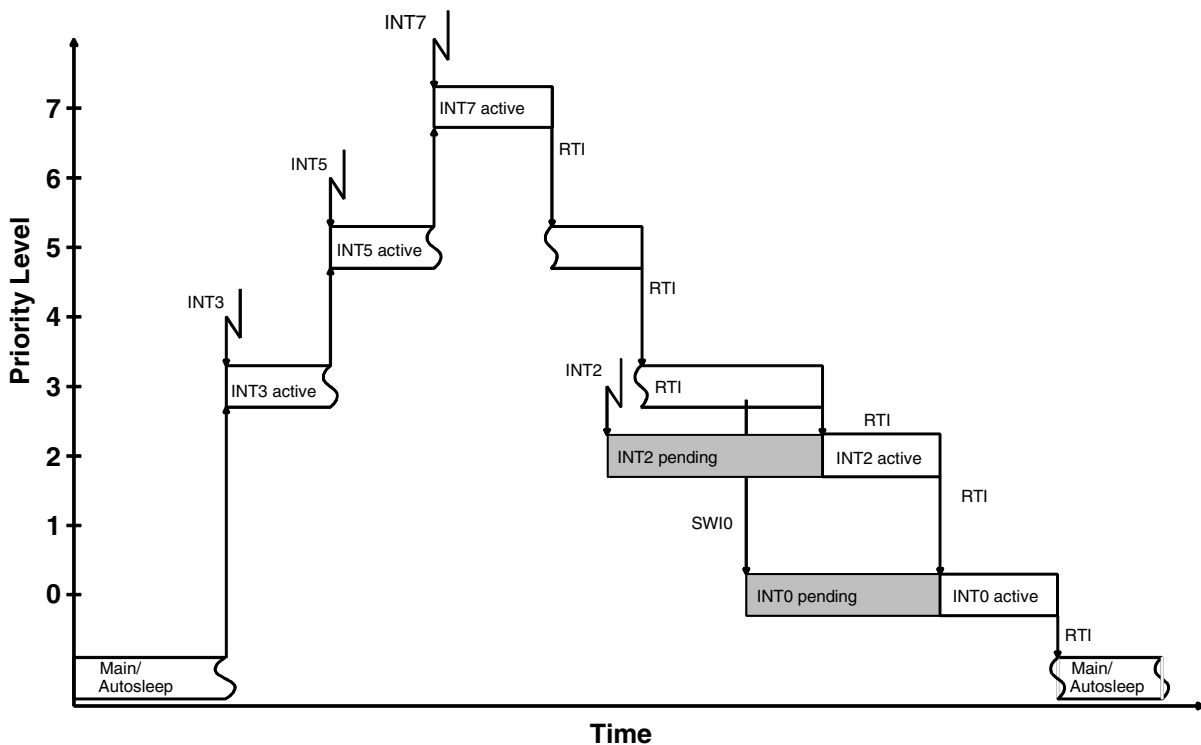 INT7
7
INT7 active
RTI
INT5
6
5
INT5 active
RTI
INT3
4
Priority Level
INT2
3
INT3 active
RTI
RTI
2
INT2 pending
INT2 active
RTI
1
SWI0
0
INT0 pending
INT0 active
RTI
Main/
Autosleep
Main/
Autosleep
Time